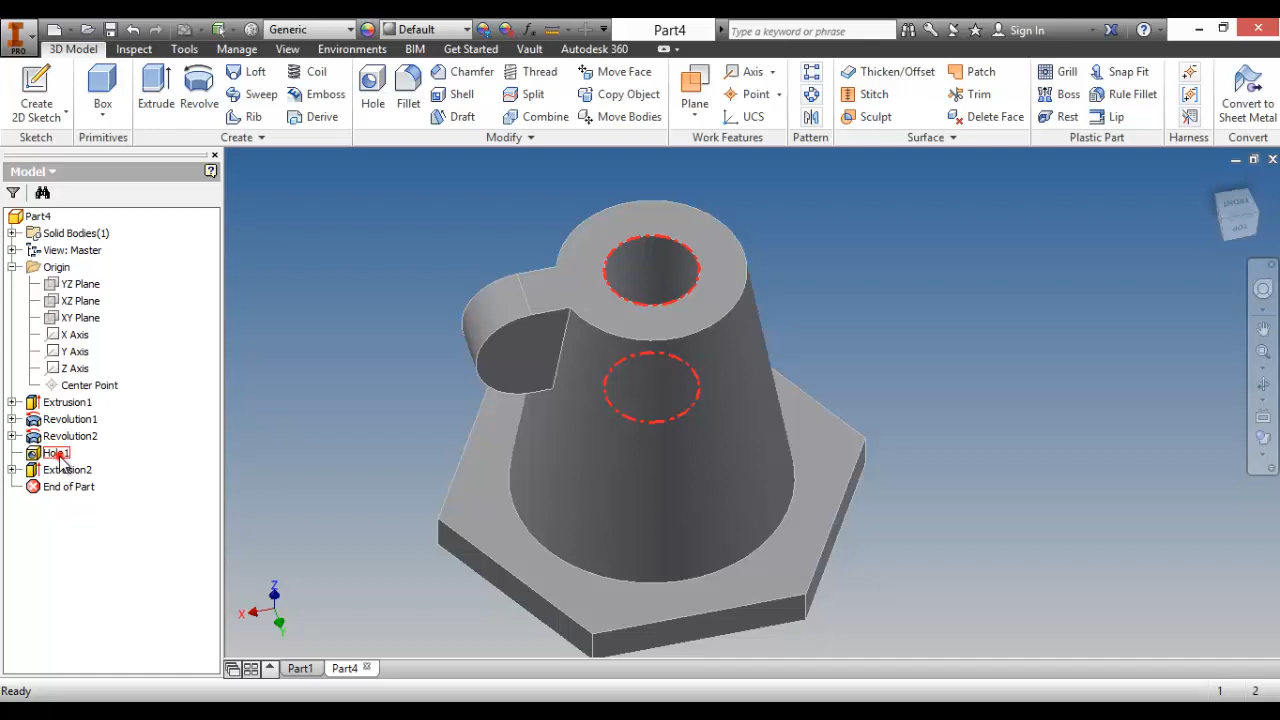 PRO
Generic
Default
Part4
Type a keyword or phrase
Sign In
3D Model
Inspect
Tools
Manage
View
Environments
BIM
Get Started
Vault
Autodesk 360
Create
2D Sketch
Box
Extrude
Revolve
Loft
Sweep
Rib
Coil
Emboss
Derive
Hole
Fillet
Chamfer
Shell
Draft
Thread
Split
Combine
Move Face
Copy Object
Move Bodies
Plane
Axis
Point
UCS
Thicken/Offset
Stitch
Sculpt
Patch
Trim
Delete Face
Grill
Boss
Rest
Snap Fit
Rule Fillet
Lip
Convert to
Sheet Metal
Sketch
Primitives
Create
Modify
Work Features
Pattern
Surface
Plastic Part
Harness
Convert
Model
Part4
Solid Bodies(1)
View: Master
Origin
YZ Plane
XZ Plane
XY Plane
X Axis
Y Axis
Z Axis
Center Point
Extrusion1
Revolution1
Revolution2
Hole1
Extrusion2
End of Part
FRONT
TOP
Z
X
Y
Part1
Part4
Ready
1
2